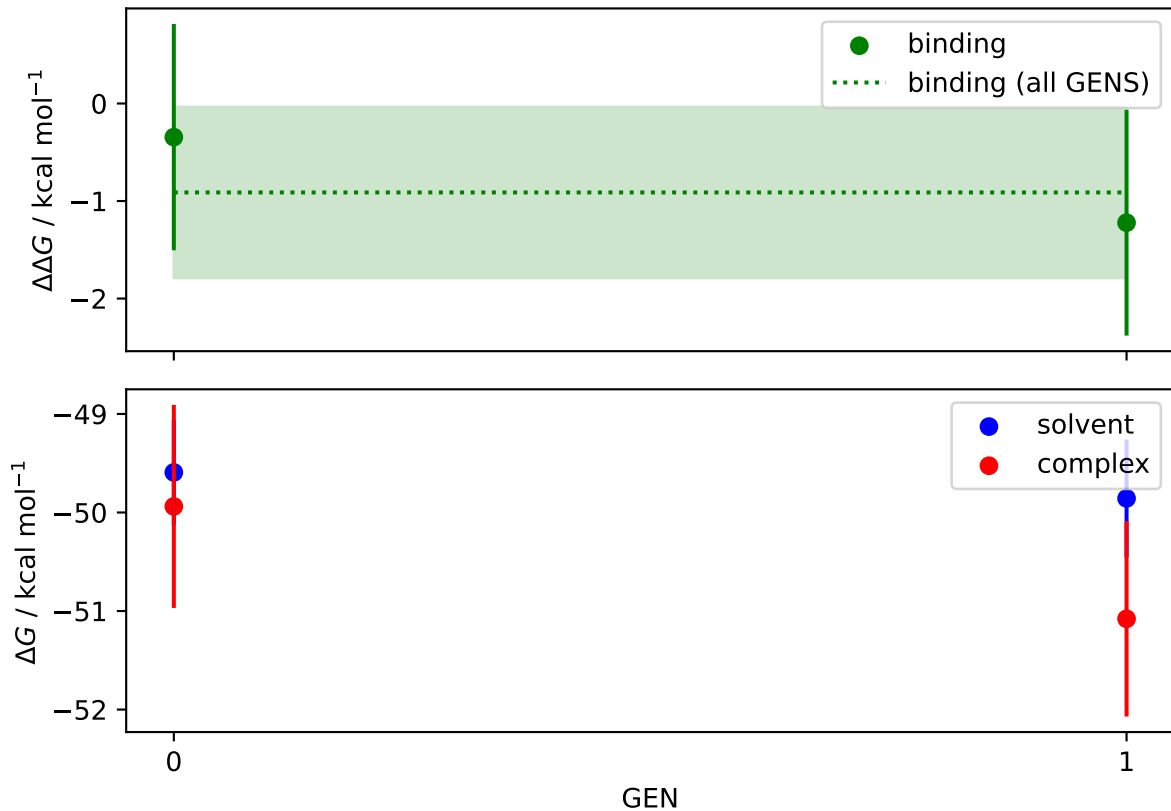 binding
binding (all GENS)
ΔΔG / kcal mol⁻¹
0
−1
−2
solvent
complex
ΔG / kcal mol⁻¹
−49
−50
−51
−52
0
1
GEN